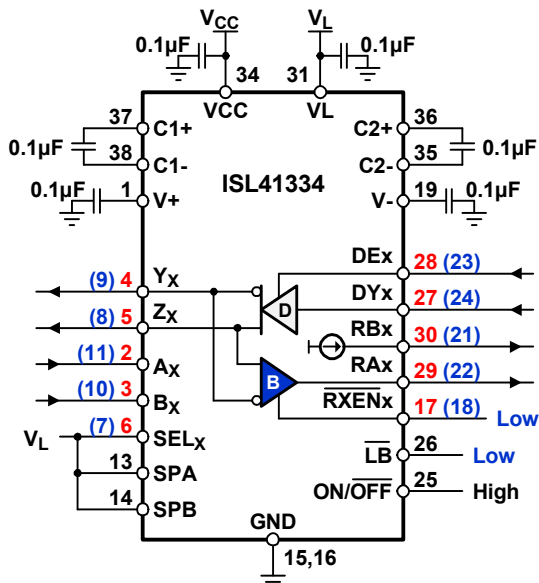 VCC VL
0.1µF 0.1µF
34 31
VCC VL
37 C1+ C2+ 36
0.1µF 0.1µF
38 C1- C2- 35
ISL41334
0.1µF 1 V+ V- 19 0.1µF
DEx 28 (23)
(9) 4 YX
D DYx 27 (24)
(8) 5 ZX
RBx 30 (21)
(11) 2 AX
B RAx 29 (22)
(10) 3 BX
RXENx 17 (18) Low
VL (7) 6 SELX
LB 26 Low
13 SPA
ON/OFF 25 High
14 SPB
GND
15,16